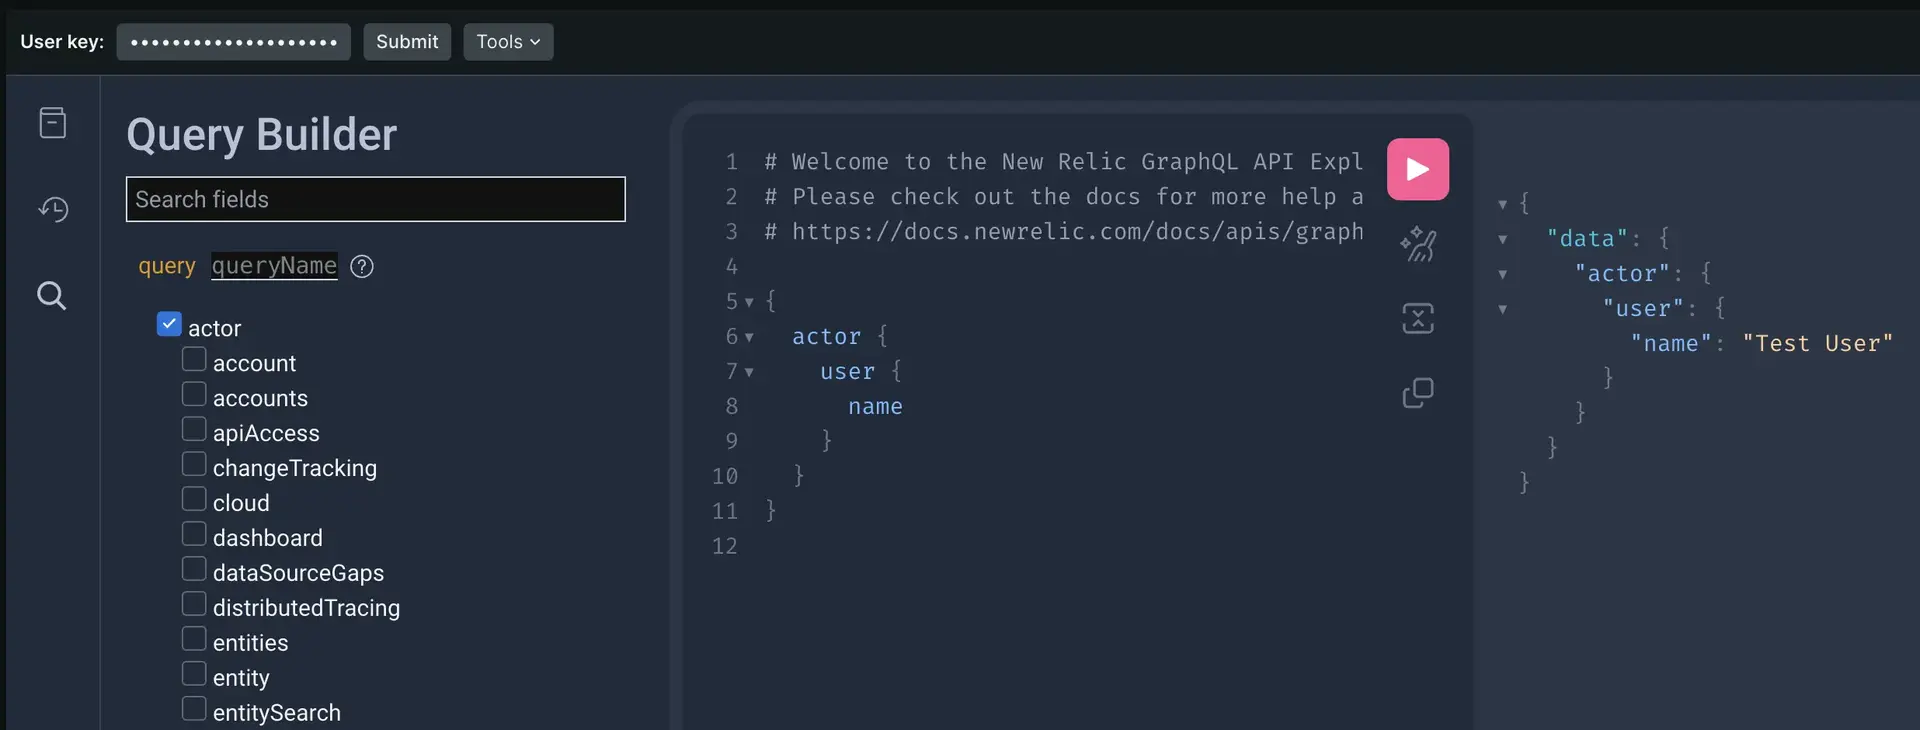 User key: •••••••••••••••••••• Submit Tools
Query Builder
Search fields
query queryName ?
actor
account
accounts
apiAccess
changeTracking
cloud
dashboard
dataSourceGaps
distributedTracing
entities
entity
entitySearch
1 # Welcome to the New Relic GraphQL API Expl
2 # Please check out the docs for more help a
3 # https://docs.newrelic.com/docs/apis/graph
4
5 {
6 actor {
7 user {
8 name
9 }
10 }
11 }
12
{
"data": {
"actor": {
"user": {
"name": "Test User"
}
}
}
}